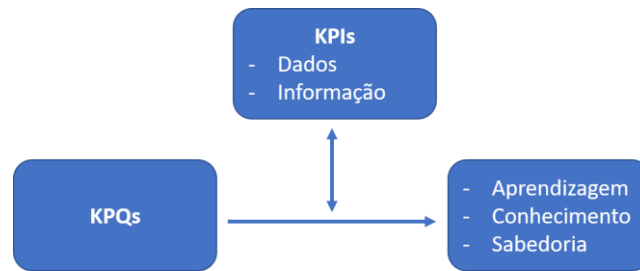 KPIs
- Dados
- Informação
KPQs
- Aprendizagem
- Conhecimento
- Sabedoria